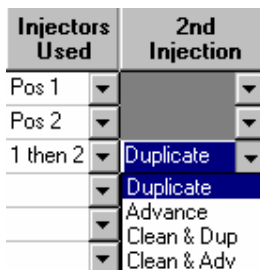 Injectors Used 2nd Injection
Pos 1
Pos 2
1 then 2 Duplicate
Duplicate
Advance
Clean & Dup
Clean & Adv